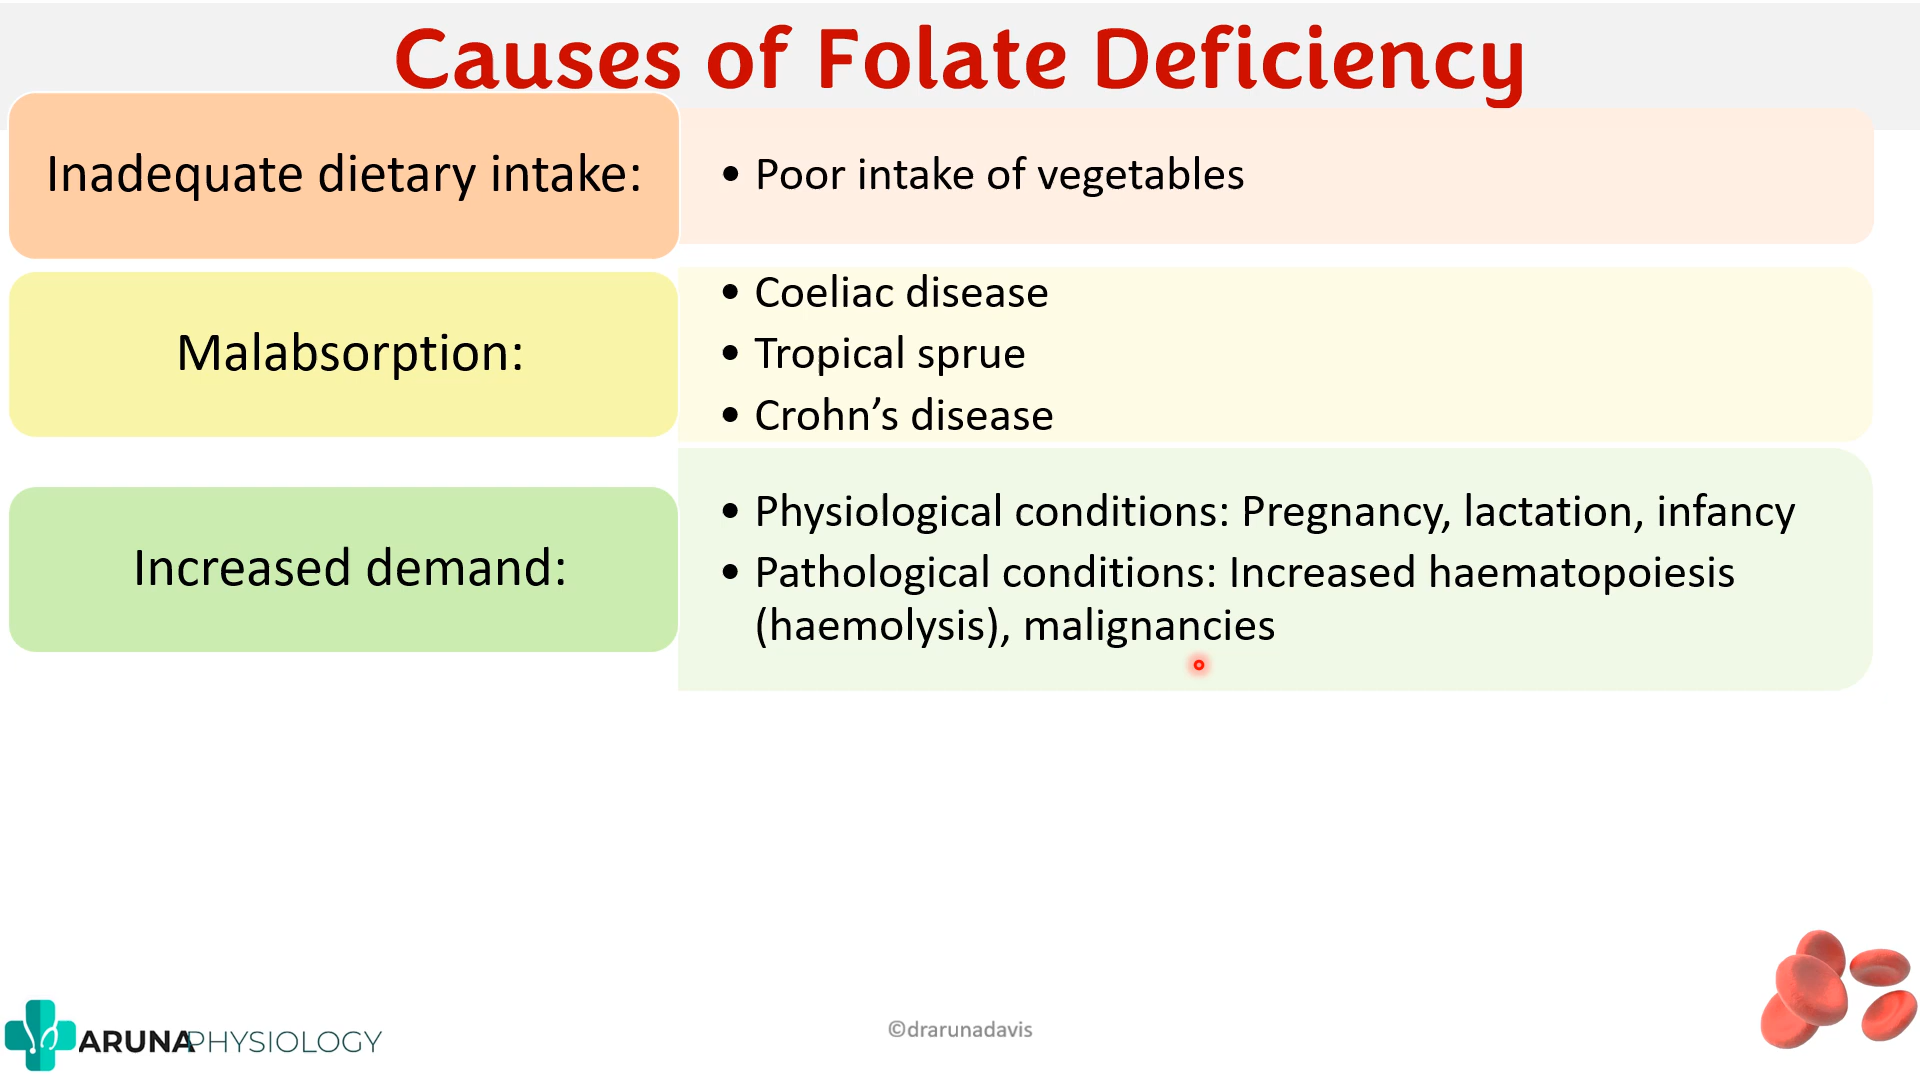 Causes of Folate Deficiency
Inadequate dietary intake:
• Poor intake of vegetables
Malabsorption:
• Coeliac disease
• Tropical sprue
• Crohn’s disease
Increased demand:
• Physiological conditions: Pregnancy, lactation, infancy
• Pathological conditions: Increased haematopoiesis
(haemolysis), malignancies
ARUNAPHYSIOLOGY
©drarunadavis